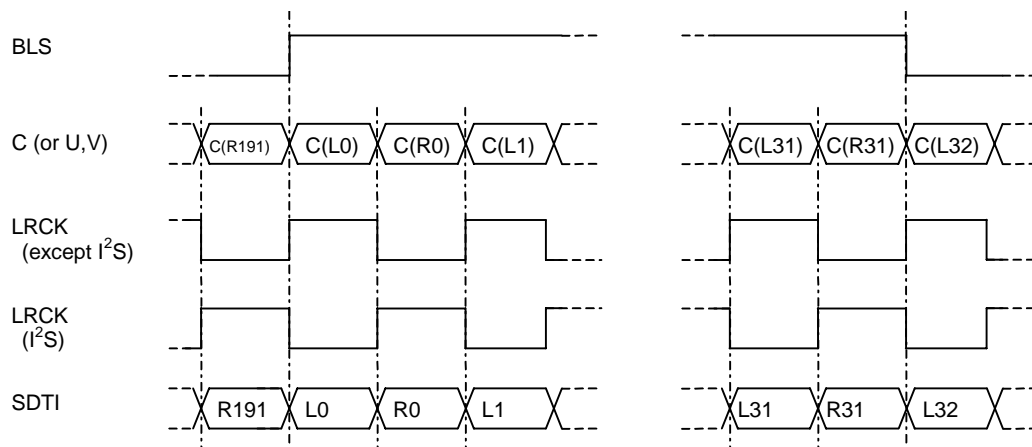 BLS
C (or U,V)
C(R191)
C(L0)
C(R0)
C(L1)
C(L31)
C(R31)
C(L32)
LRCK
(except I²S)
LRCK
(I²S)
SDTI
R191
L0
R0
L1
L31
R31
L32